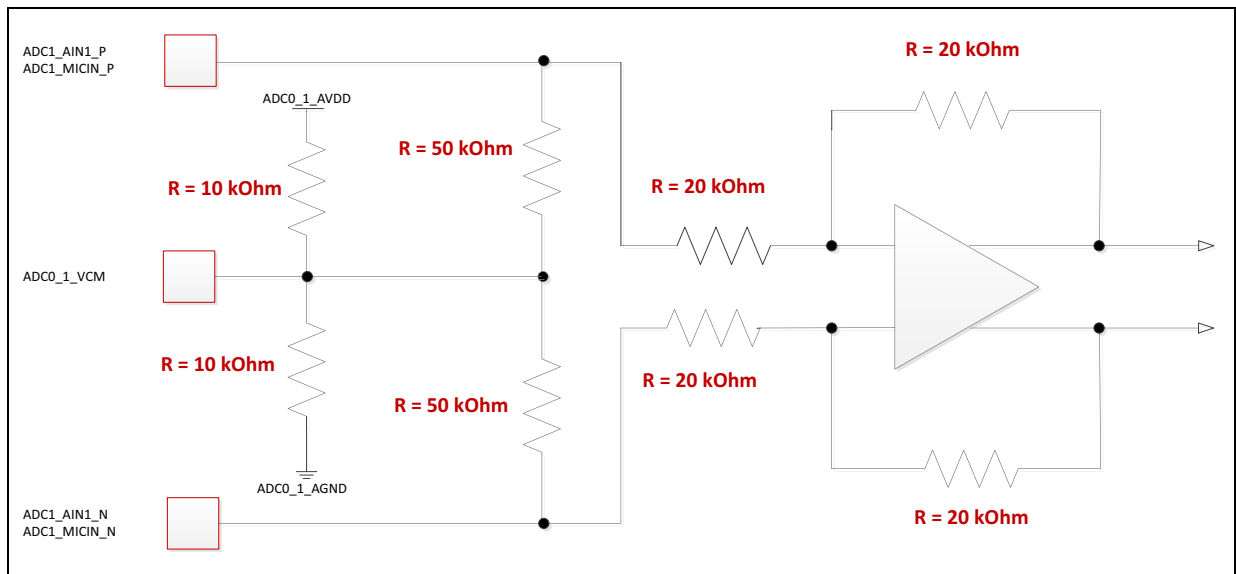 ADC1_AIN1_P
ADC1_MICIN_P
R = 20 kOhm
ADC0_1_AVDD
R = 50 kOhm
R = 10 kOhm
R = 20 kOhm
ADC0_1_VCM
R = 10 kOhm
R = 20 kOhm
R = 50 kOhm
ADC0_1_AGND
ADC1_AIN1_N
ADC1_MICIN_N
R = 20 kOhm